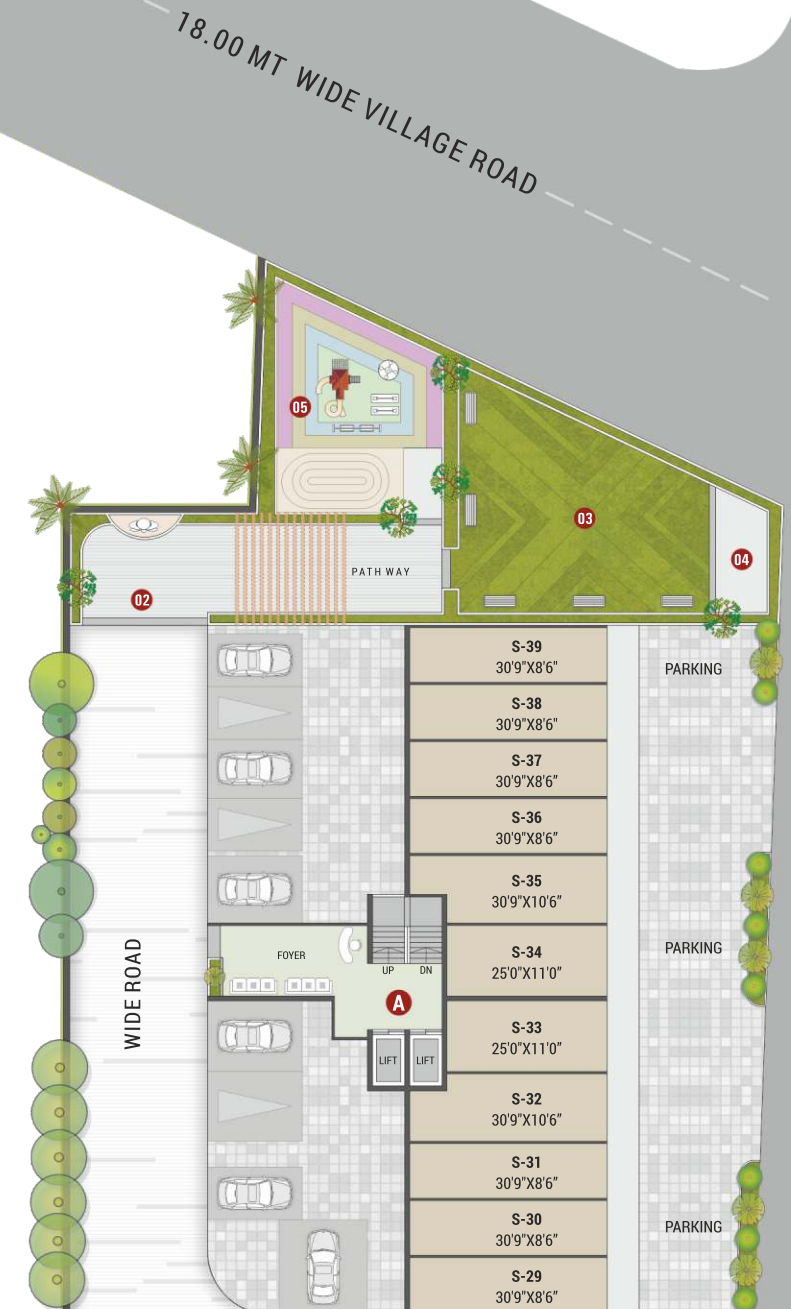 18.00 MT WIDE VILLAGE ROAD
05
03
04
PATH WAY
02
S-39
30'9"X8'6"
PARKING
S-38
30'9"X8'6"
S-37
30'9"X8'6"
S-36
30'9"X8'6"
S-35
30'9"X10'6"
WIDE ROAD
FOYER
UP
DN
A
S-34
25'0"X11'0"
PARKING
S-33
25'0"X11'0"
LIFT
LIFT
S-32
30'9"X10'6"
S-31
30'9"X8'6"
S-30
30'9"X8'6"
PARKING
S-29
30'9"X8'6"